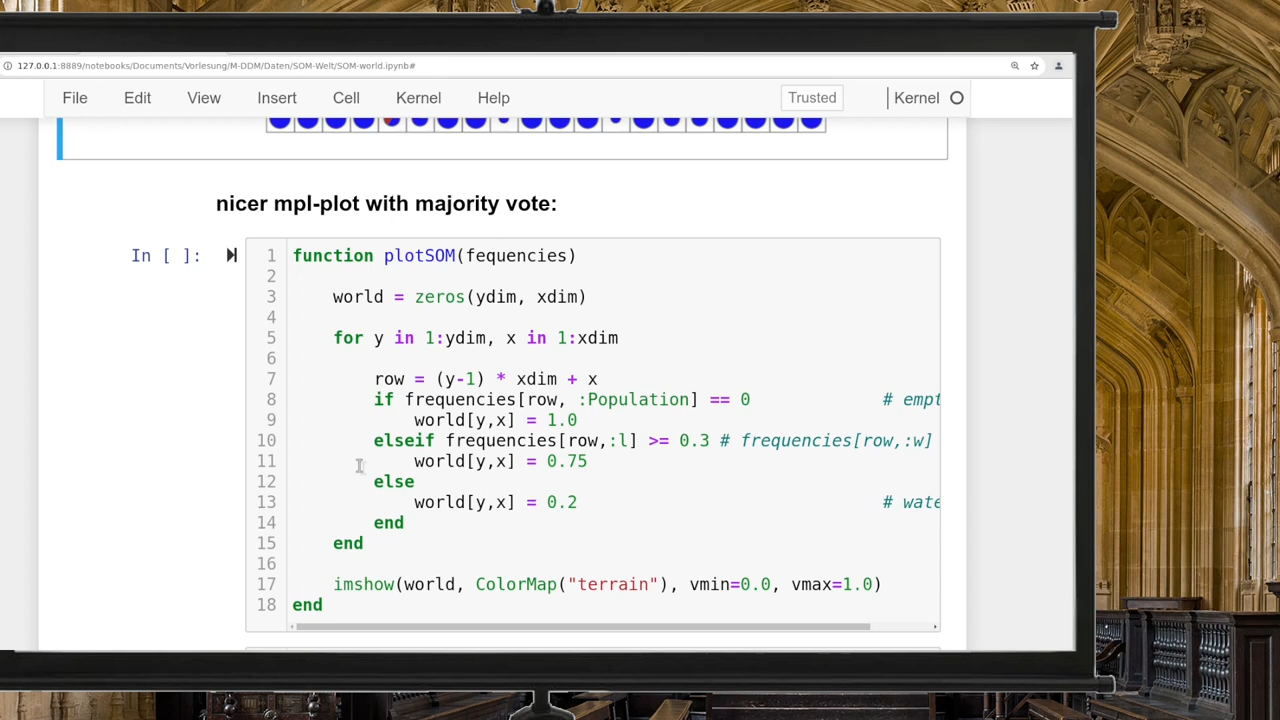 127.0.0.1:8889/notebooks/Documents/Vorlesung/M-DDM/Daten/SOM-Welt/SOM-world.ipynb#
File Edit View Insert Cell Kernel Help Trusted Kernel
nicer mpl-plot with majority vote:
In [ ]:
1 function plotSOM(fequencies)
2
3 world = zeros(ydim, xdim)
4
5 for y in 1:ydim, x in 1:xdim
6
7 row = (y-1) * xdim + x
8 if frequencies[row, :Population] == 0 # empt
9 world[y,x] = 1.0
10 elseif frequencies[row,:l] >= 0.3 # frequencies[row,:w]
11 world[y,x] = 0.75
12 else
13 world[y,x] = 0.2 # wate
14 end
15 end
16
17 imshow(world, ColorMap("terrain"), vmin=0.0, vmax=1.0)
18 end